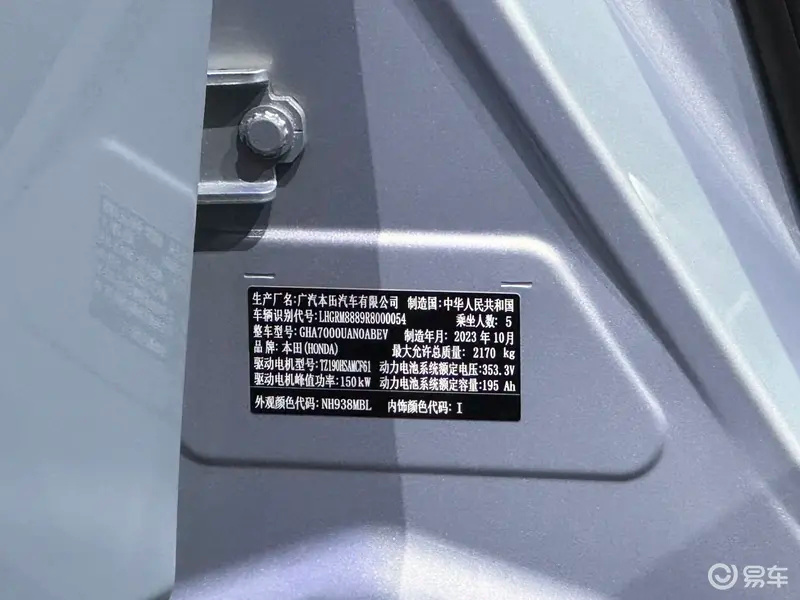 生产厂名:广汽本田汽车有限公司 制造国:中华人民共和国
车辆识别代号:LHGRM8889R8000054 乘坐人数: 5
整车型号:GHA7000UAN0ABEV 制造年月:2023 年 10月
品牌:本田(HONDA) 最大允许总质量: 2170 kg
驱动电机型号:TZ190HSAMCF61 动力电池系统额定电压:353.3V
驱动电机峰值功率:150kW 动力电池系统额定容量:195 Ah
外观颜色代码:NH938MBL 内饰颜色代码: I
易车